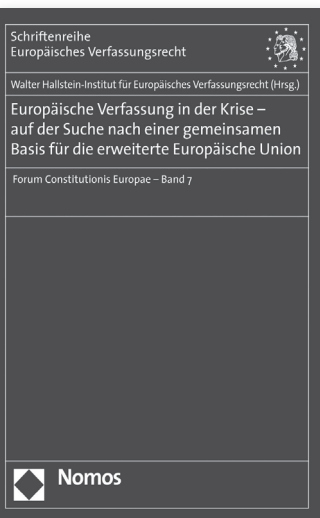 Schriftenreihe
Europäisches Verfassungsrecht
Walter Hallstein-Institut für Europäisches Verfassungsrecht (Hrsg.)
Europäische Verfassung in der Krise –
auf der Suche nach einer gemeinsamen
Basis für die erweiterte Europäische Union
Forum Constitutionis Europae – Band 7
Nomos